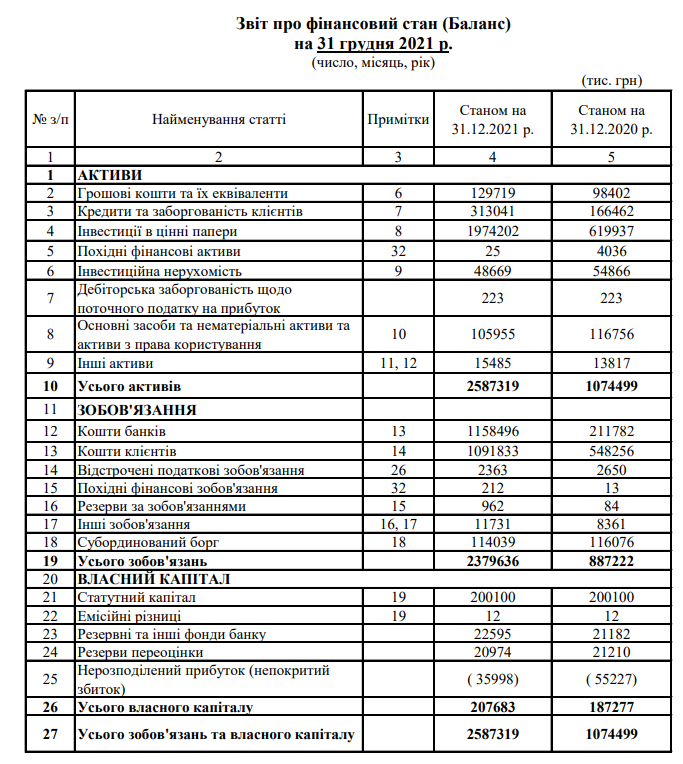 Звіт про фінансовий стан (Баланс)
на 31 грудня 2021 р.
(число, місяць, рік)
(тис. грн)
№ з/п Найменування статті Примітки Станом на 31.12.2021 р. Станом на 31.12.2020 р.
1 2 3 4 5
1 АКТИВИ
2 Грошові кошти та їх еквіваленти 6 129719 98402
3 Кредити та заборгованість клієнтів 7 313041 166462
4 Інвестиції в цінні папери 8 1974202 619937
5 Похідні фінансові активи 32 25 4036
6 Інвестиційна нерухомість 9 48669 54866
7 Дебіторська заборгованість щодо поточного податку на прибуток 223 223
8 Основні засоби та нематеріальні активи та активи з права користування 10 105955 116756
9 Інші активи 11, 12 15485 13817
10 Усього активів 2587319 1074499
11 ЗОБОВ'ЯЗАННЯ
12 Кошти банків 13 1158496 211782
13 Кошти клієнтів 14 1091833 548256
14 Відстрочені податкові зобов'язання 26 2363 2650
15 Похідні фінансові зобов'язання 32 212 13
16 Резерви за зобов'язаннями 15 962 84
17 Інші зобов'язання 16, 17 11731 8361
18 Субординований борг 18 114039 116076
19 Усього зобов'язань 2379636 887222
20 ВЛАСНИЙ КАПІТАЛ
21 Статутний капітал 19 200100 200100
22 Емісійні різниці 19 12 12
23 Резервні та інші фонди банку 22595 21182
24 Резерви переоцінки 20974 21210
25 Нерозподілений прибуток (непокритий збиток) ( 35998) ( 55227)
26 Усього власного капіталу 207683 187277
27 Усього зобов'язань та власного капіталу 2587319 1074499